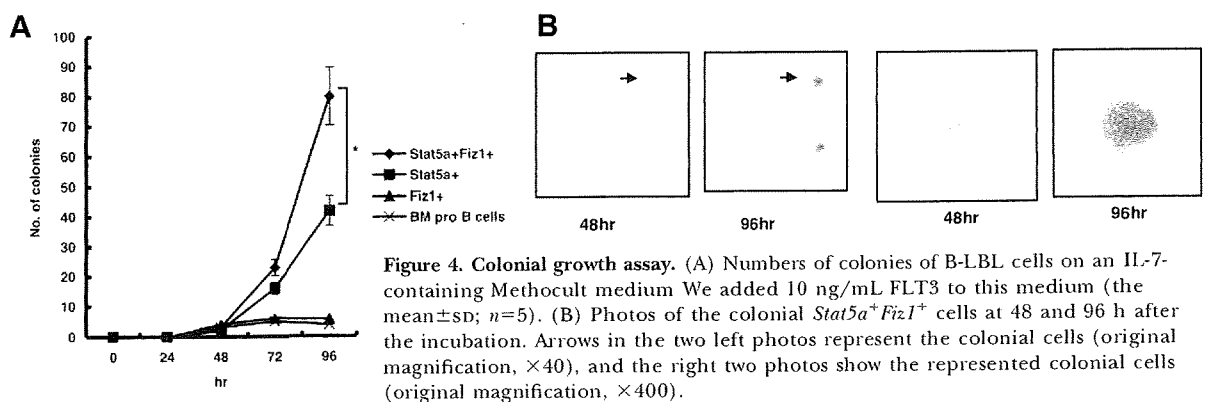 A
No. of colonies
100
90
80
70
60
50
40
30
20
10
0
0 24 48 72 96
hr
*
Stat5a+Fiz1+
Stat5a+
Fiz1+
BM pro B cells
B
48hr 96hr 48hr 96hr
Figure 4. Colonial growth assay. (A) Numbers of colonies of B-LBL cells on an IL-7-
containing Methocult medium We added 10 ng/mL FLT3 to this medium (the
mean±SD; n=5). (B) Photos of the colonial Stat5a⁺Fiz1⁺ cells at 48 and 96 h after
the incubation. Arrows in the two left photos represent the colonial cells (original
magnification, ×40), and the right two photos show the represented colonial cells
(original magnification, ×400).